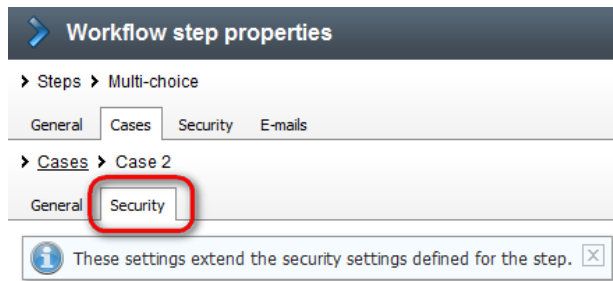 Workflow step properties
Steps Multi-choice
General Cases Security E-mails
Cases Case 2
General Security
These settings extend the security settings defined for the step.